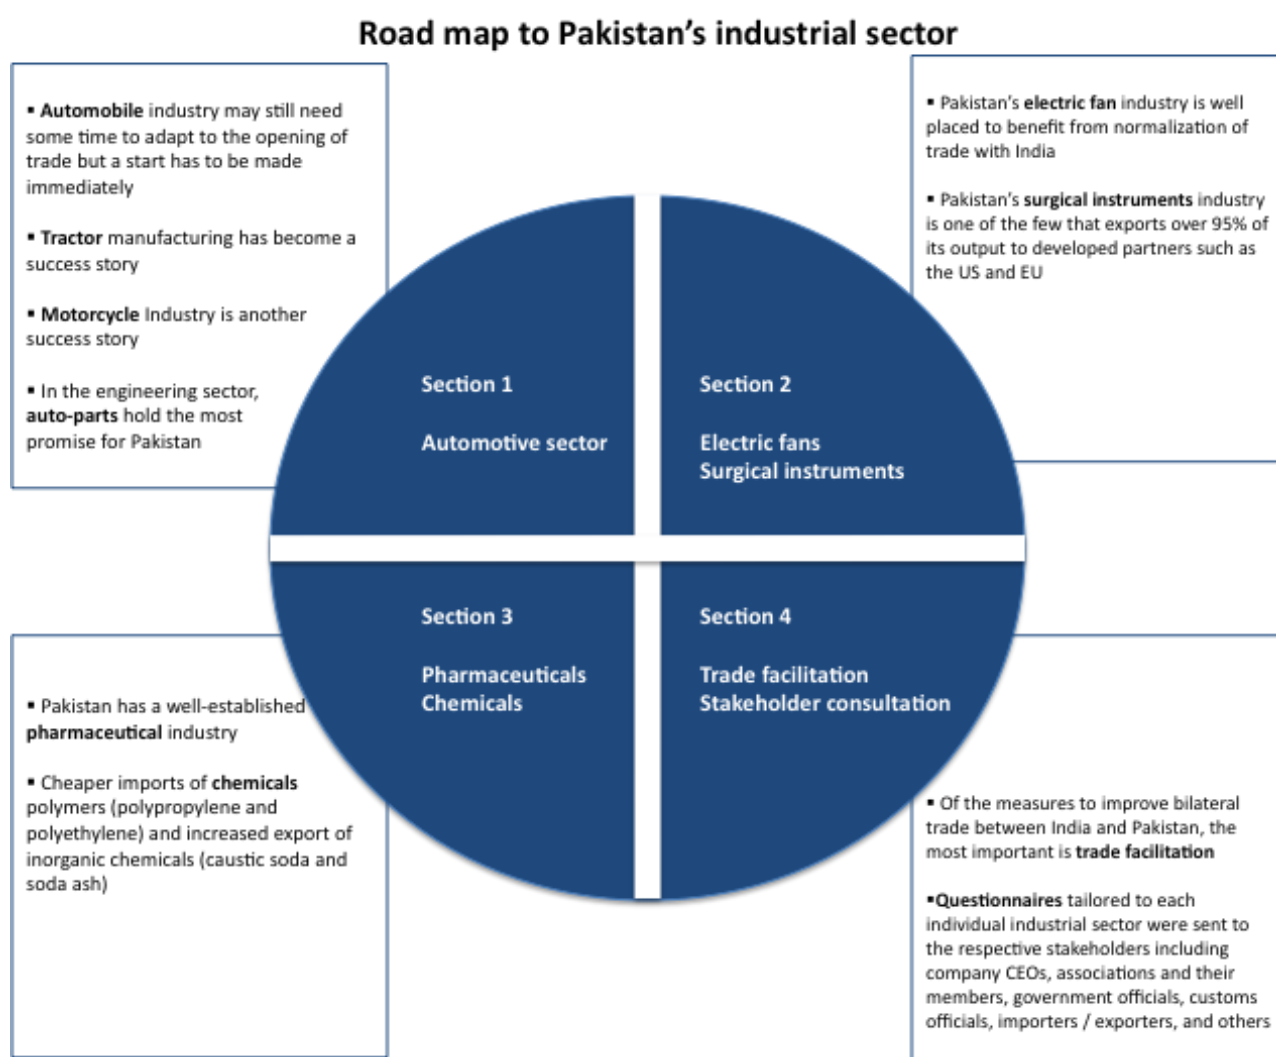 Road map to Pakistan's industrial sector
▪ Automobile industry may still need
some time to adapt to the opening of
trade but a start has to be made
immediately
▪ Tractor manufacturing has become a
success story
▪ Motorcycle Industry is another
success story
▪ In the engineering sector,
auto-parts hold the most
promise for Pakistan
▪ Pakistan's electric fan industry is well
placed to benefit from normalization of
trade with India
▪ Pakistan's surgical instruments industry
is one of the few that exports over 95% of
its output to developed partners such as
the US and EU
Section 1
Automotive sector
Section 2
Electric fans
Surgical instruments
Section 3
Pharmaceuticals
Chemicals
Section 4
Trade facilitation
Stakeholder consultation
▪ Pakistan has a well-established
pharmaceutical industry
▪ Cheaper imports of chemicals
polymers (polypropylene and
polyethylene) and increased export of
inorganic chemicals (caustic soda and
soda ash)
▪ Of the measures to improve bilateral
trade between India and Pakistan, the
most important is trade facilitation
▪Questionnaires tailored to each
individual industrial sector were sent to
the respective stakeholders including
company CEOs, associations and their
members, government officials, customs
officials, importers / exporters, and others